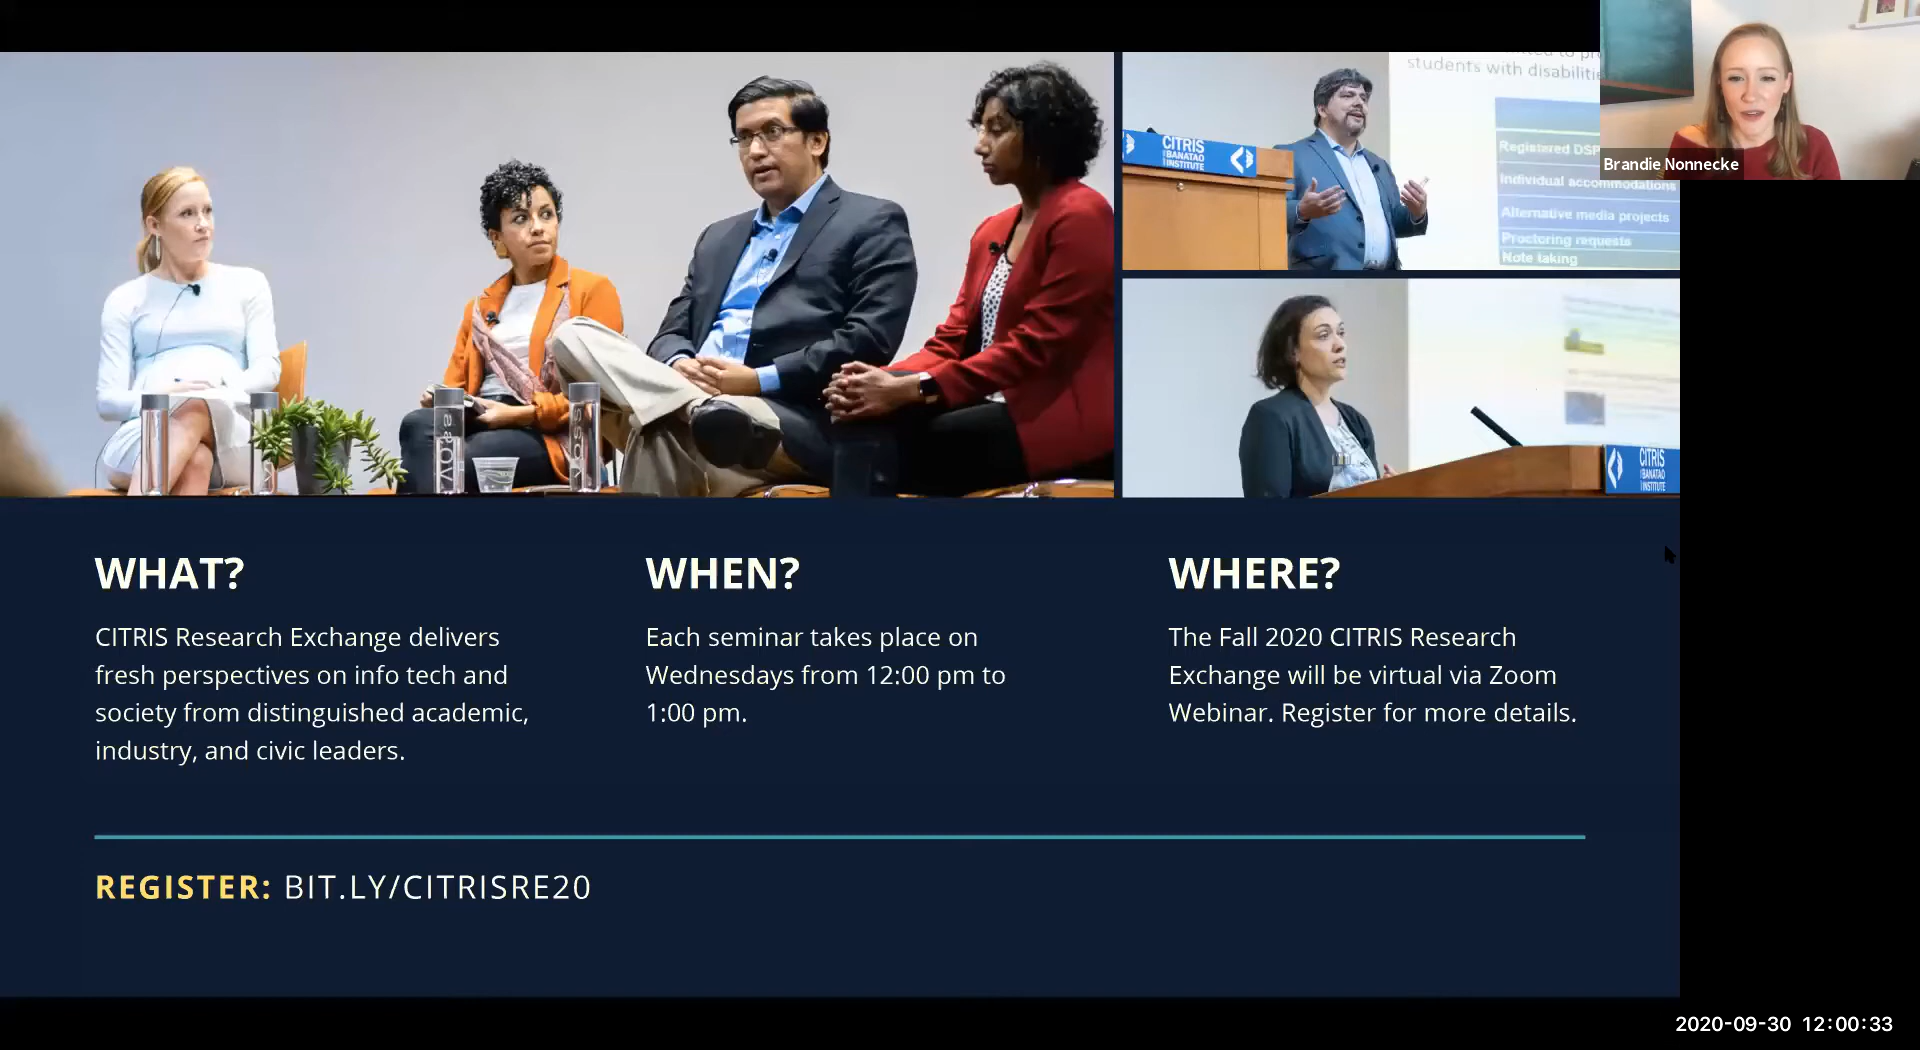 students with
CITRIS
BANATAO
INSTITUTE
Registered DSP
Individual accommodations
Alternative media projects
Proctoring requests
Note taking
Brandie Nonnecke
VOSS
VOSS
CITRIS
BANATAO
INSTITUTE
WHAT?
CITRIS Research Exchange delivers
fresh perspectives on info tech and
society from distinguished academic,
industry, and civic leaders.
WHEN?
Each seminar takes place on
Wednesdays from 12:00 pm to
1:00 pm.
WHERE?
The Fall 2020 CITRIS Research
Exchange will be virtual via Zoom
Webinar. Register for more details.
REGISTER: BIT.LY/CITRISRE20
2020-09-30 12:00:33